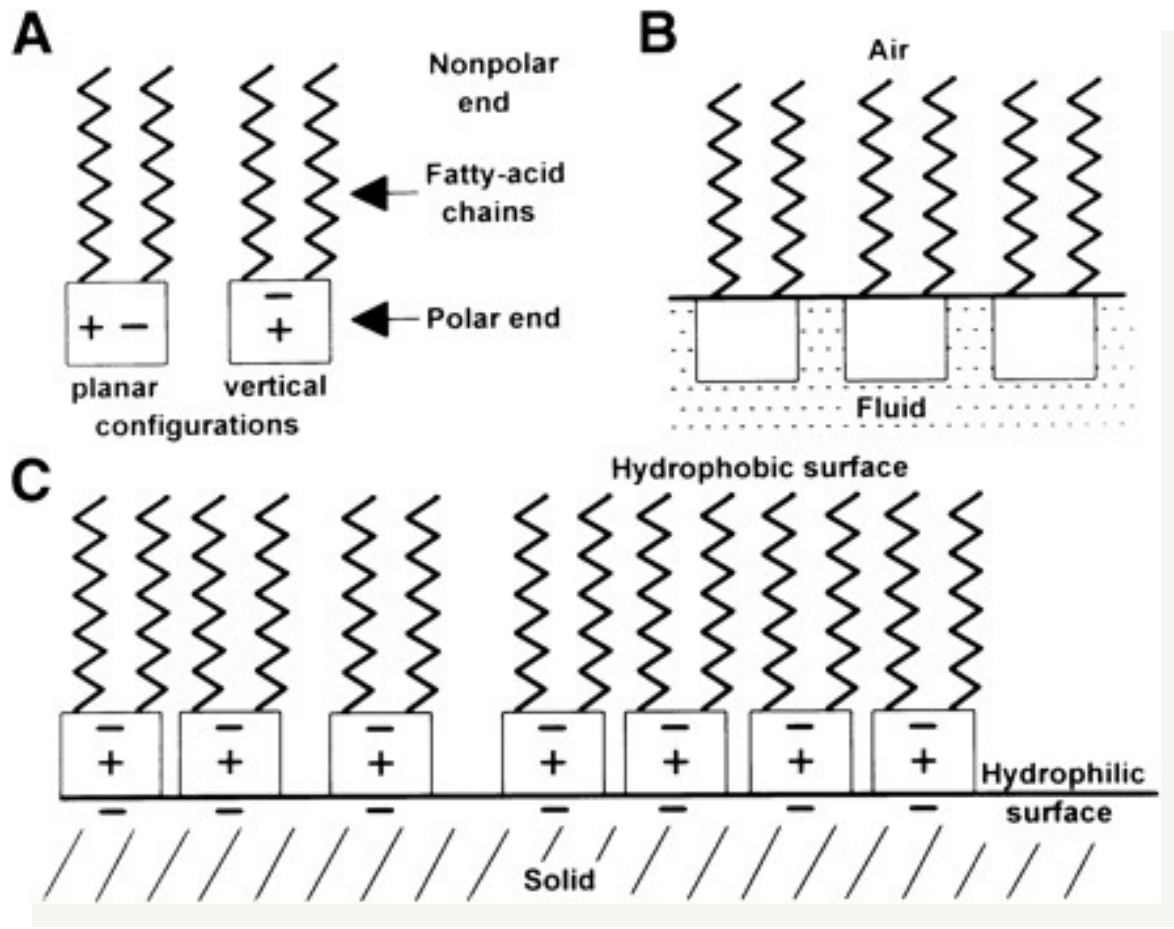 A
Nonpolar
end
Fatty-acid
chains
+ −
−
+
Polar end
planar vertical
configurations
B
Air
Fluid
C
Hydrophobic surface
− − − − − − −
+ + + + + + +
− − − − − − −
Hydrophilic
surface
Solid